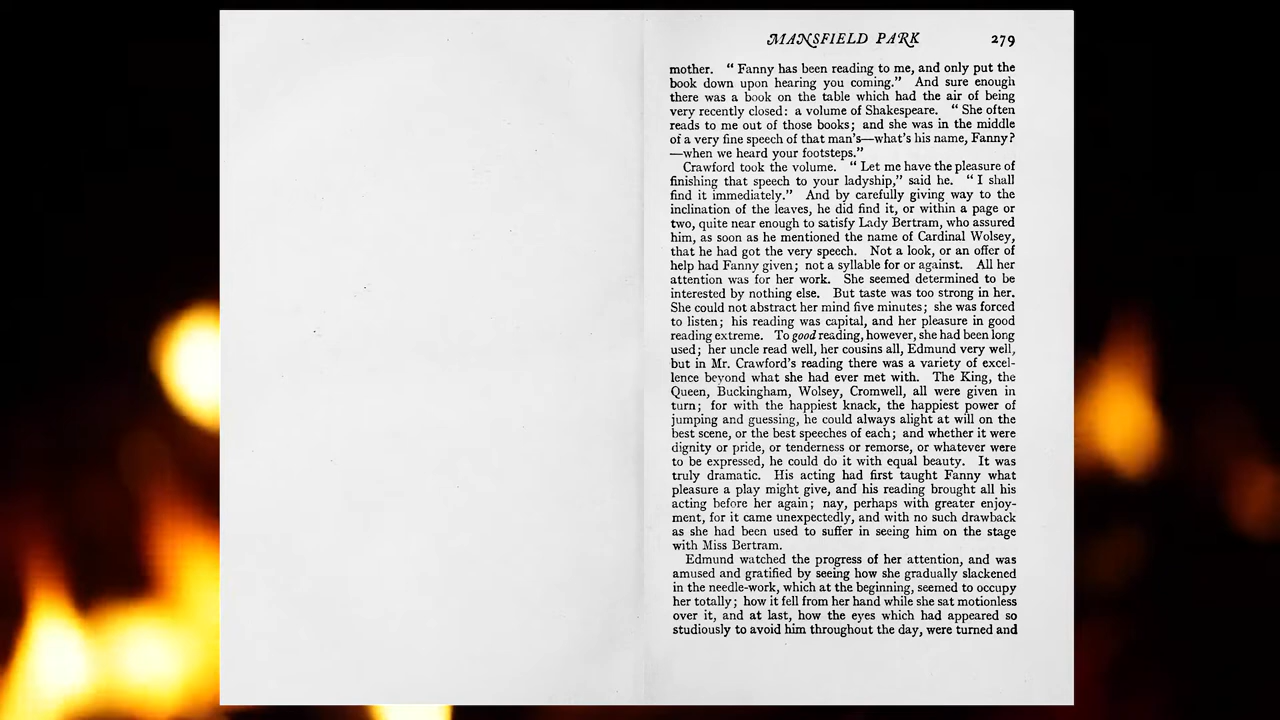 MANSFIELD PARK 279
mother. “ Fanny has been reading to me, and only put the
book down upon hearing you coming.” And sure enough
there was a book on the table which had the air of being
very recently closed: a volume of Shakespeare. “ She often
reads to me out of those books; and she was in the middle
of a very fine speech of that man's—what's his name, Fanny?
—when we heard your footsteps.”
Crawford took the volume. “ Let me have the pleasure of
finishing that speech to your ladyship,” said he. “ I shall
find it immediately.” And by carefully giving way to the
inclination of the leaves, he did find it, or within a page or
two, quite near enough to satisfy Lady Bertram, who assured
him, as soon as he mentioned the name of Cardinal Wolsey,
that he had got the very speech. Not a look, or an offer of
help had Fanny given; not a syllable for or against. All her
attention was for her work. She seemed determined to be
interested by nothing else. But taste was too strong in her.
She could not abstract her mind five minutes; she was forced
to listen; his reading was capital, and her pleasure in good
reading extreme. To good reading, however, she had been long
used; her uncle read well, her cousins all, Edmund very well,
but in Mr. Crawford's reading there was a variety of excel-
lence beyond what she had ever met with. The King, the
Queen, Buckingham, Wolsey, Cromwell, all were given in
turn; for with the happiest knack, the happiest power of
jumping and guessing, he could always alight at will on the
best scene, or the best speeches of each; and whether it were
dignity or pride, or tenderness or remorse, or whatever were
to be expressed, he could do it with equal beauty. It was
truly dramatic. His acting had first taught Fanny what
pleasure a play might give, and his reading brought all his
acting before her again; nay, perhaps with greater enjoy-
ment, for it came unexpectedly, and with no such drawback
as she had been used to suffer in seeing him on the stage
with Miss Bertram.
Edmund watched the progress of her attention, and was
amused and gratified by seeing how she gradually slackened
in the needle-work, which at the beginning, seemed to occupy
her totally; how it fell from her hand while she sat motionless
over it, and at last, how the eyes which had appeared so
studiously to avoid him throughout the day, were turned and